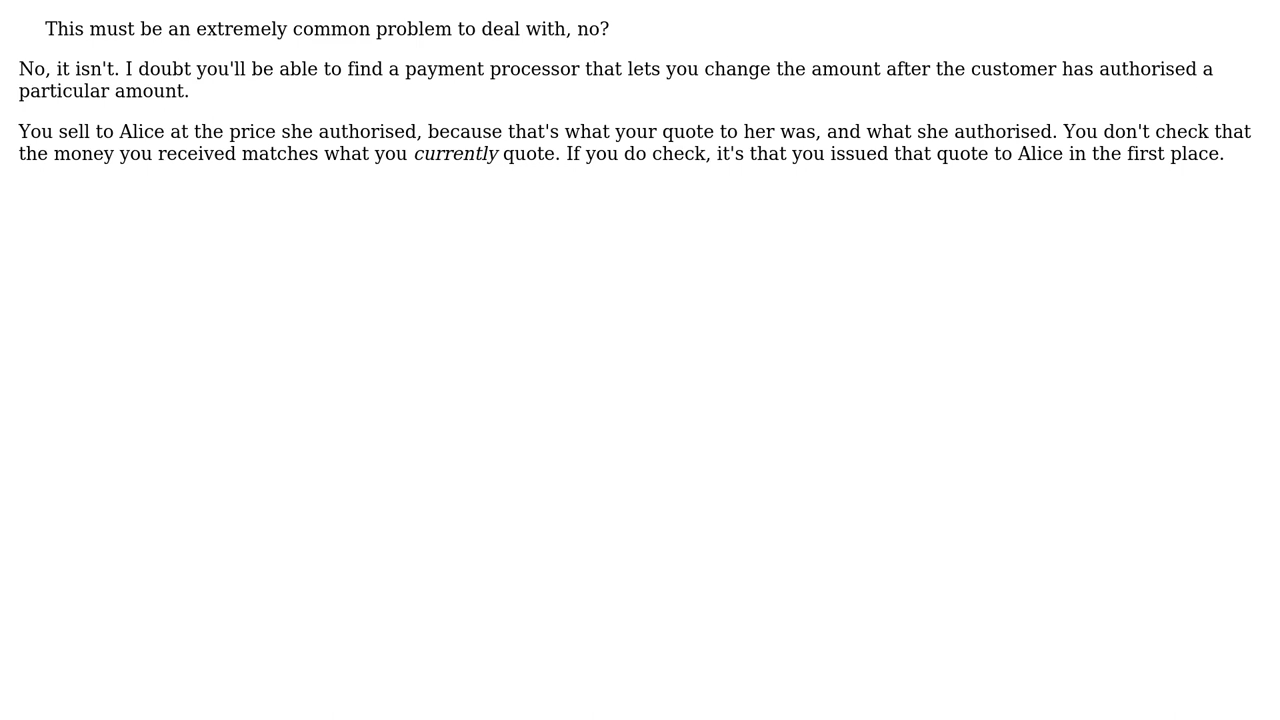 This must be an extremely common problem to deal with, no?
No, it isn't. I doubt you'll be able to find a payment processor that lets you change the amount after the customer has authorised a
particular amount.
You sell to Alice at the price she authorised, because that's what your quote to her was, and what she authorised. You don't check that
the money you received matches what you currently quote. If you do check, it's that you issued that quote to Alice in the first place.